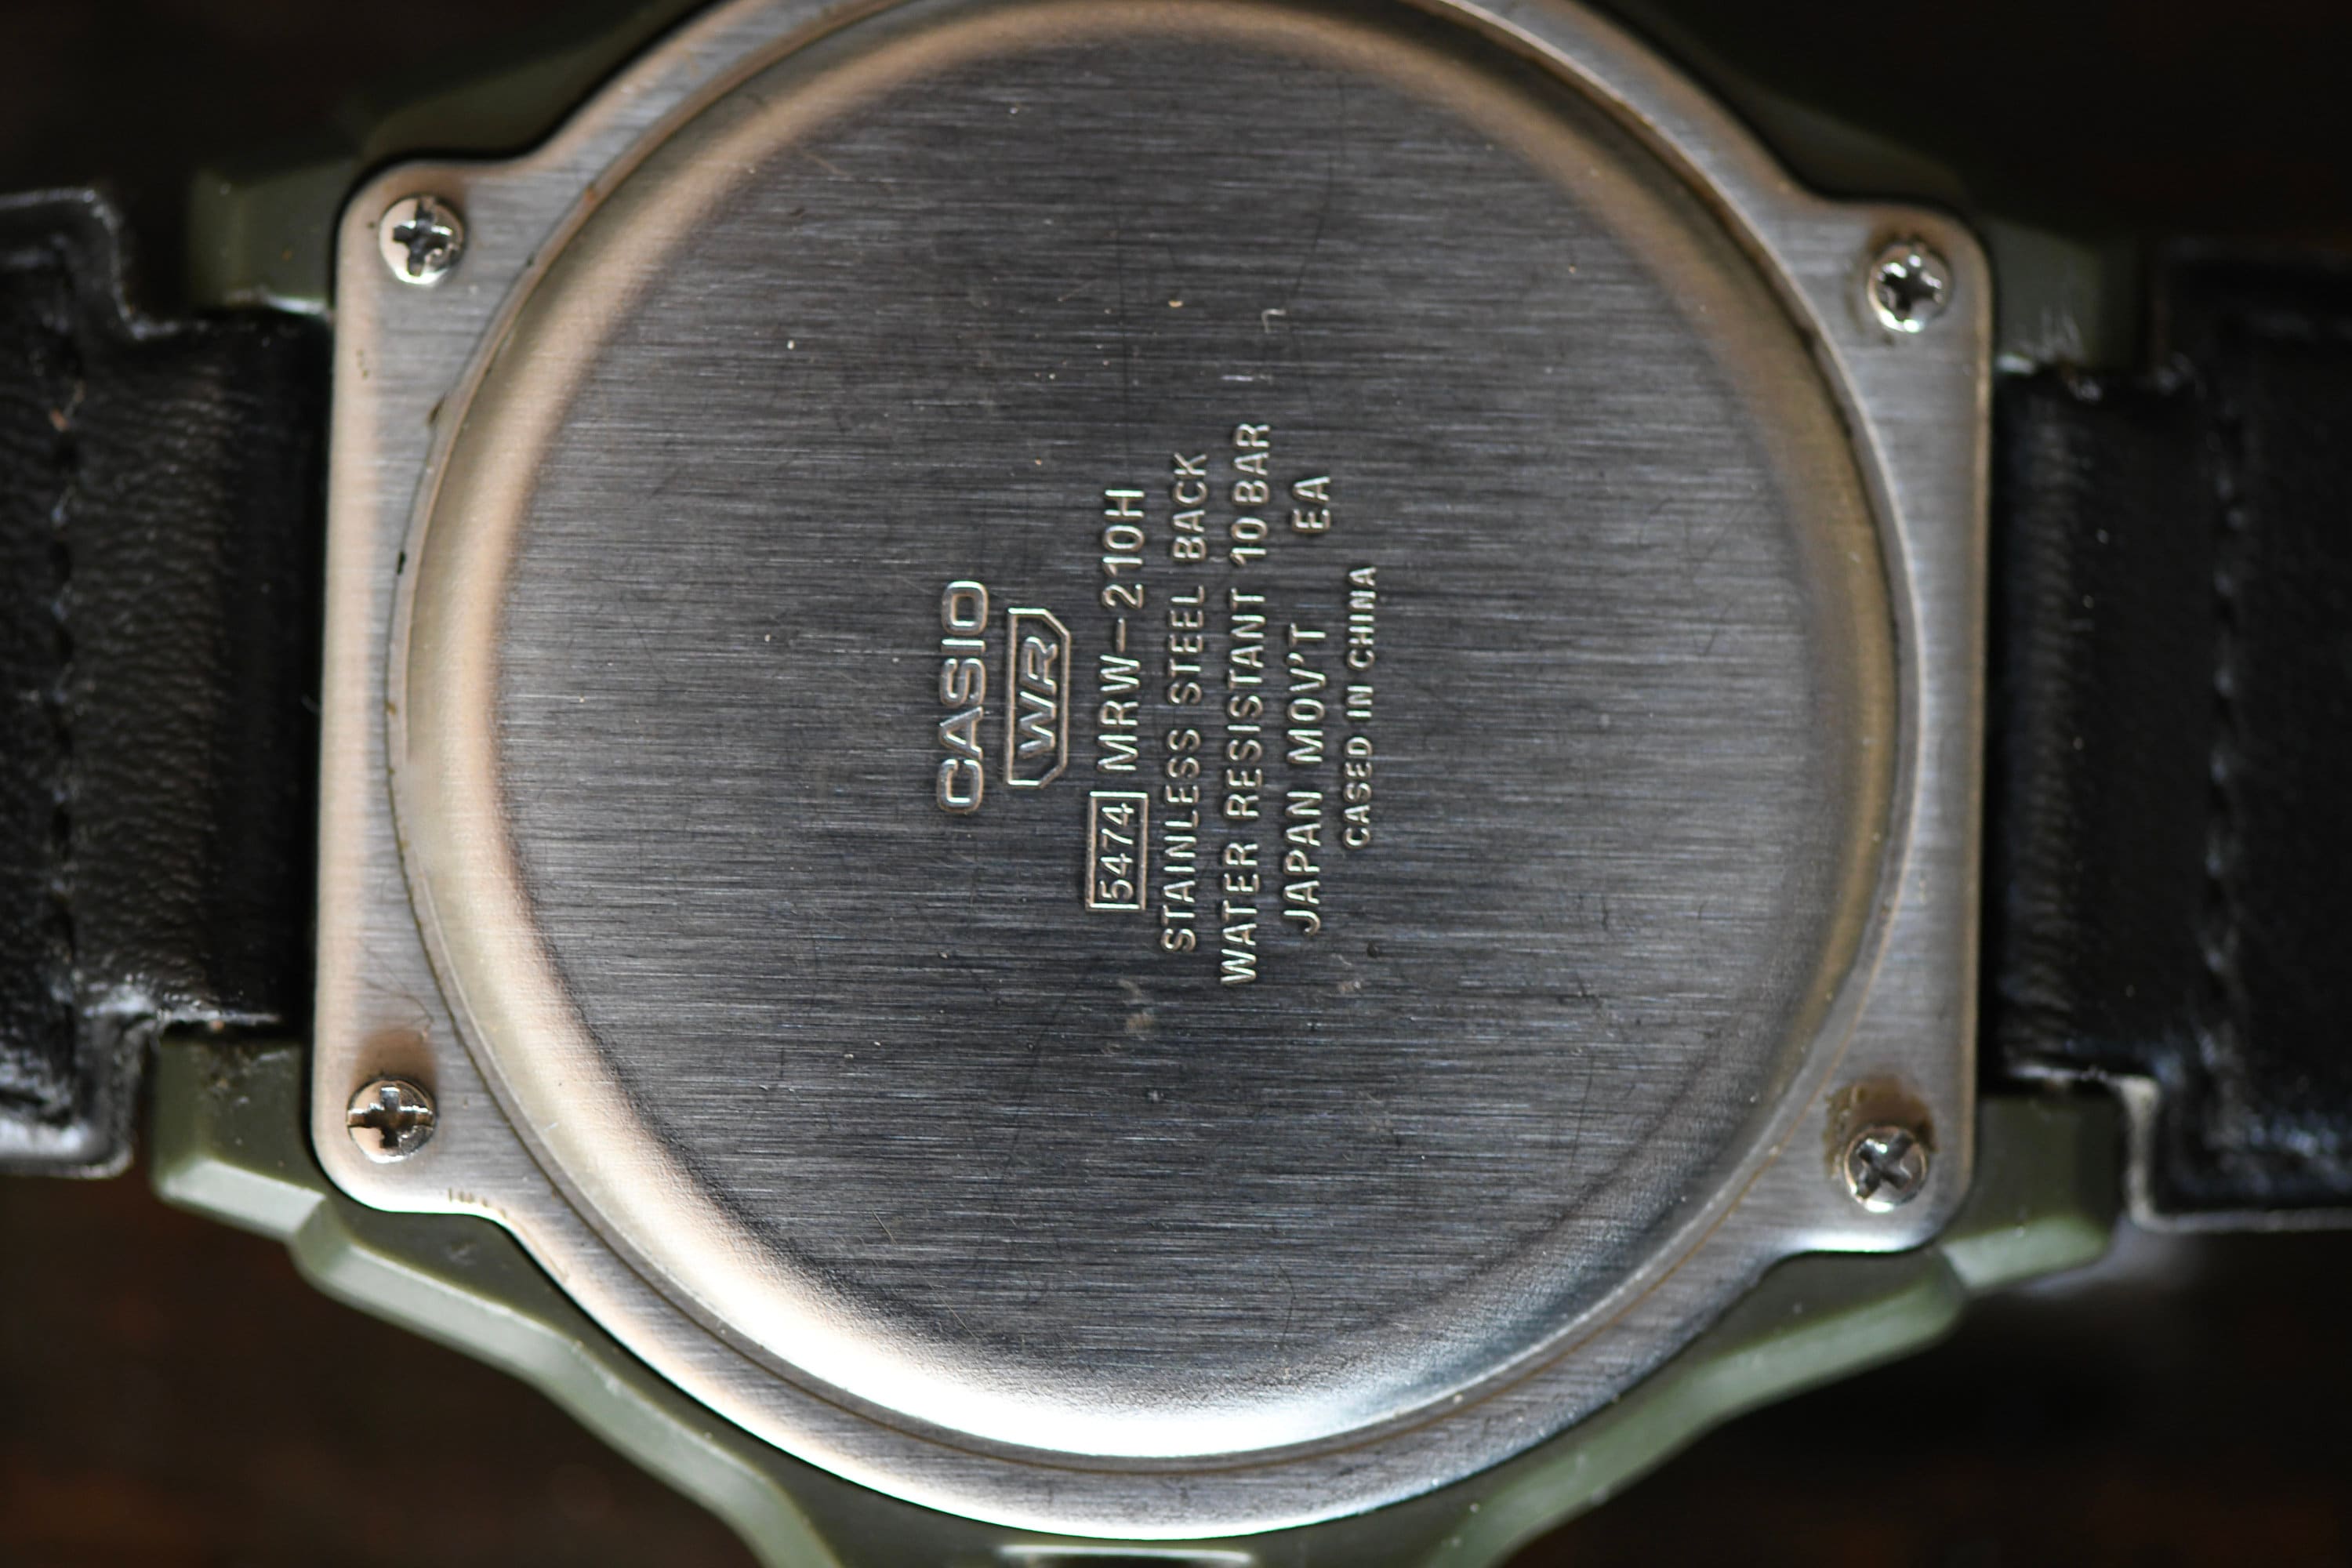 CASIO
WR
5474 MRW-210H
STAINLESS STEEL BACK
WATER RESISTANT 10 BAR
JAPAN MOV'T EA
CASED IN CHINA